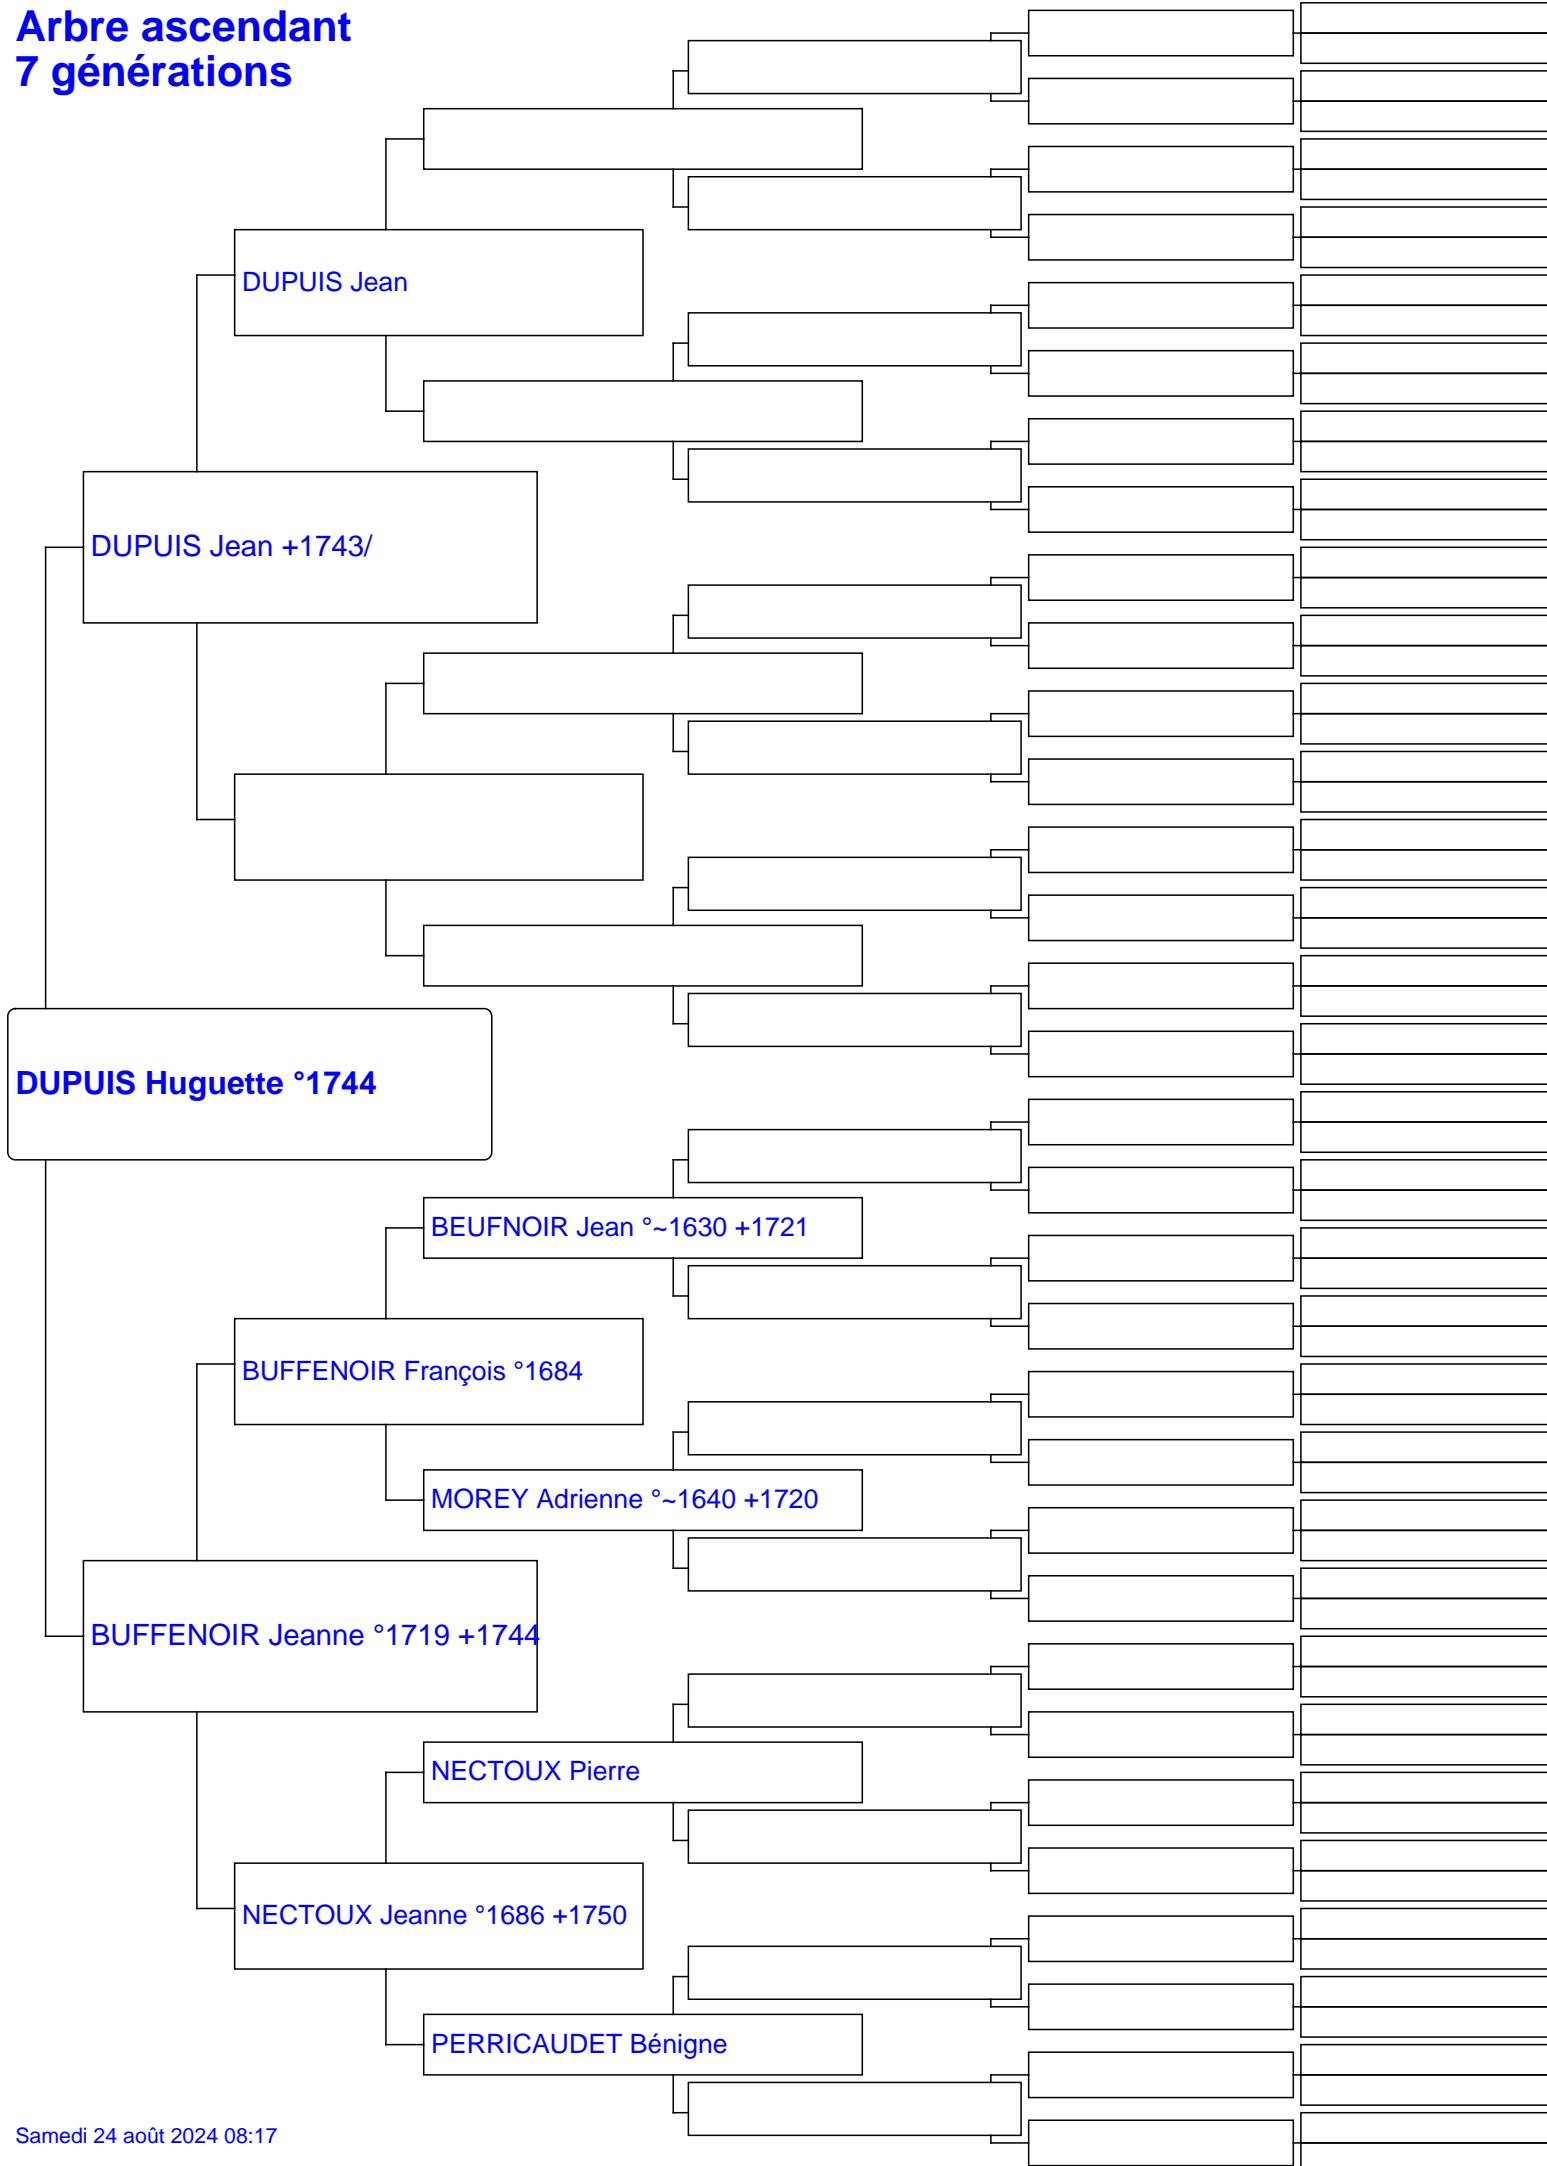 Arbre ascendant
7 générations
DUPUIS Jean
DUPUIS Jean +1743/
DUPUIS Huguette °1744
BEUFNOIR Jean °~1630 +1721
BUFFENOIR François °1684
MOREY Adrienne °~1640 +1720
BUFFENOIR Jeanne °1719 +1744
NECTOUX Pierre
NECTOUX Jeanne °1686 +1750
PERRICAUDET Bénigne
Samedi 24 août 2024 08:17